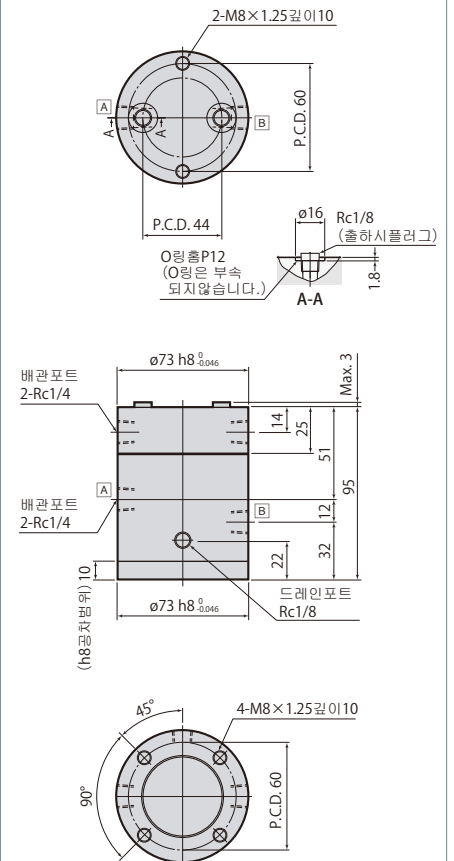 2-M8×1.25깊이10
A
A
A
B
P.C.D. 60
P.C.D. 44
ø16
Rc1/8
(출하시플러그)
O링홈P12
(O링은 부속
되지않습니다.)
1.8
A-A
ø73 h8 0 -0.046
Max. 3
배관포트
2-Rc1/4
14
25
51
95
A
B
배관포트
2-Rc1/4
12
22
32
(h8공차범위) 10
ø73 h8 0 -0.046
드레인포트
Rc1/8
45°
4-M8×1.25깊이10
90°
P.C.D. 60